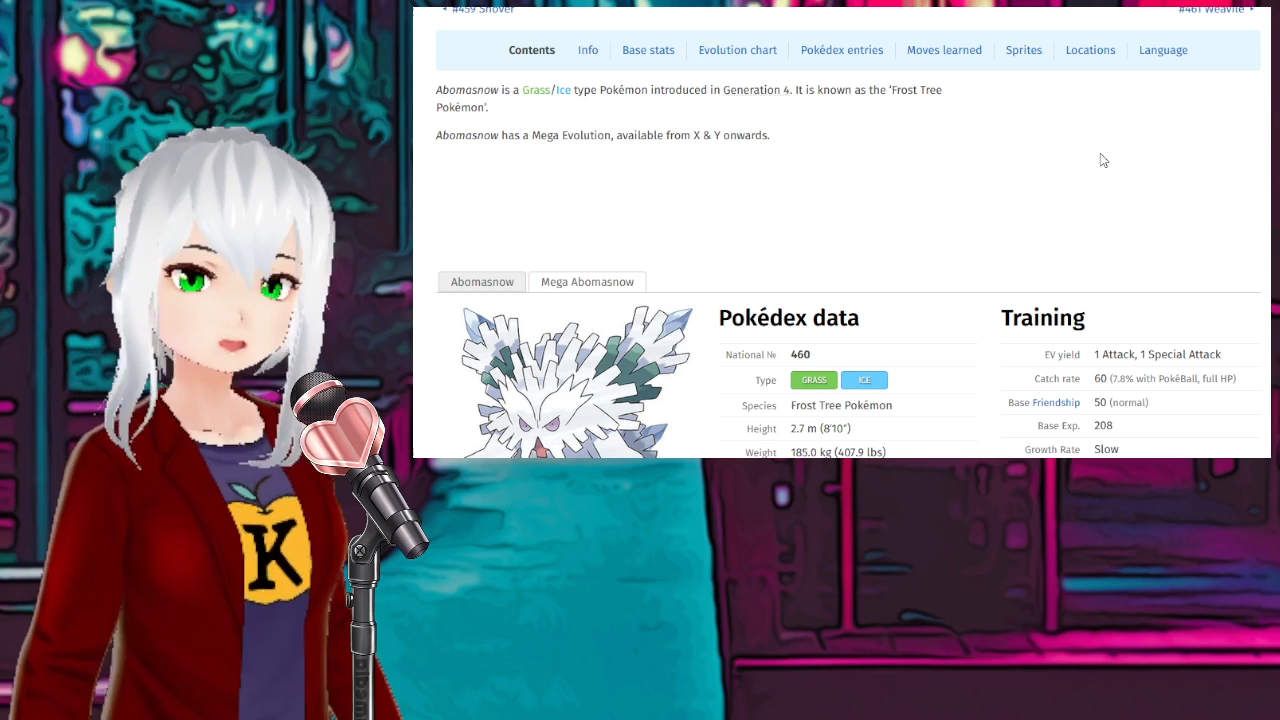 #459 Snover
#461 Weavile
Contents Info Base stats Evolution chart Pokédex entries Moves learned Sprites Locations Language
Abomasnow is a Grass/Ice type Pokémon introduced in Generation 4. It is known as the ‘Frost Tree
Pokémon’.
Abomasnow has a Mega Evolution, available from X & Y onwards.
Abomasnow Mega Abomasnow
Pokédex data
National № 460
Type GRASS ICE
Species Frost Tree Pokémon
Height 2.7 m (8′10″)
Weight 185.0 kg (407.9 lbs)
Training
EV yield 1 Attack, 1 Special Attack
Catch rate 60 (7.8% with PokéBall, full HP)
Base Friendship 50 (normal)
Base Exp. 208
Growth Rate Slow
K